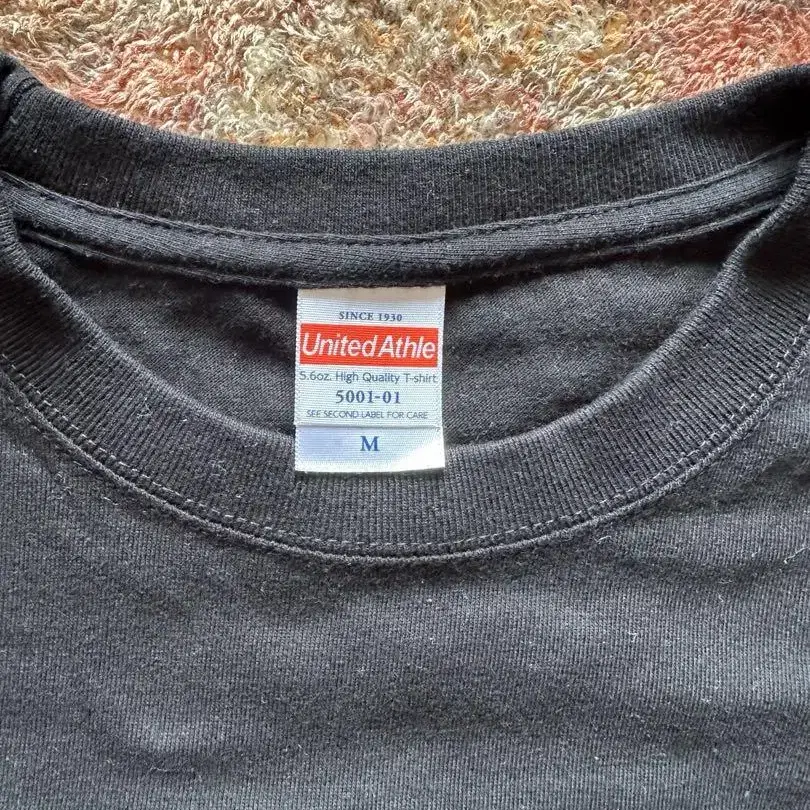 SINCE 1930
United Athle
5.6oz. High Quality T-shirt
5001-01
SEE SECOND LABEL FOR CARE
M